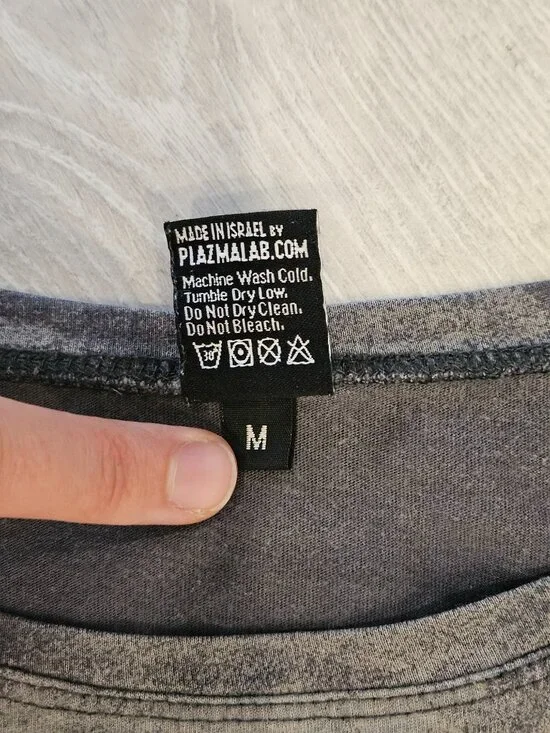 MADE IN ISRAEL BY
PLAZMALAB.COM
Machine Wash Cold.
Tumble Dry Low.
Do Not Dry Clean.
Do Not Bleach.
30°
M